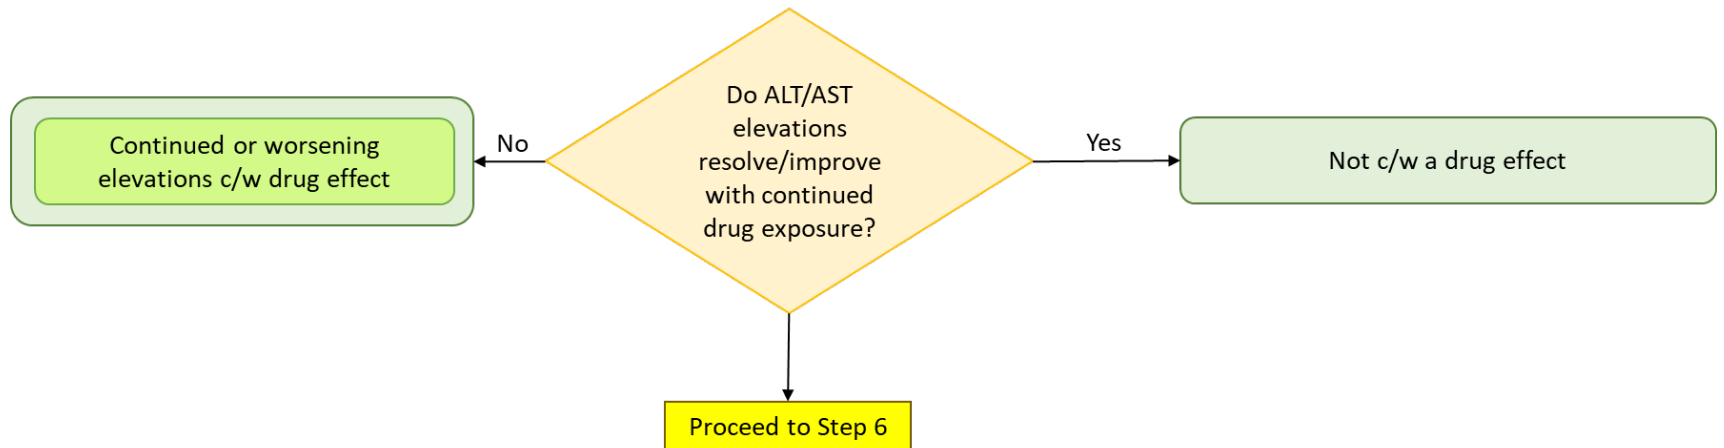 Do ALT/AST
elevations
resolve/improve
with continued
drug exposure?
No
Continued or worsening
elevations c/w drug effect
Yes
Not c/w a drug effect
Proceed to Step 6